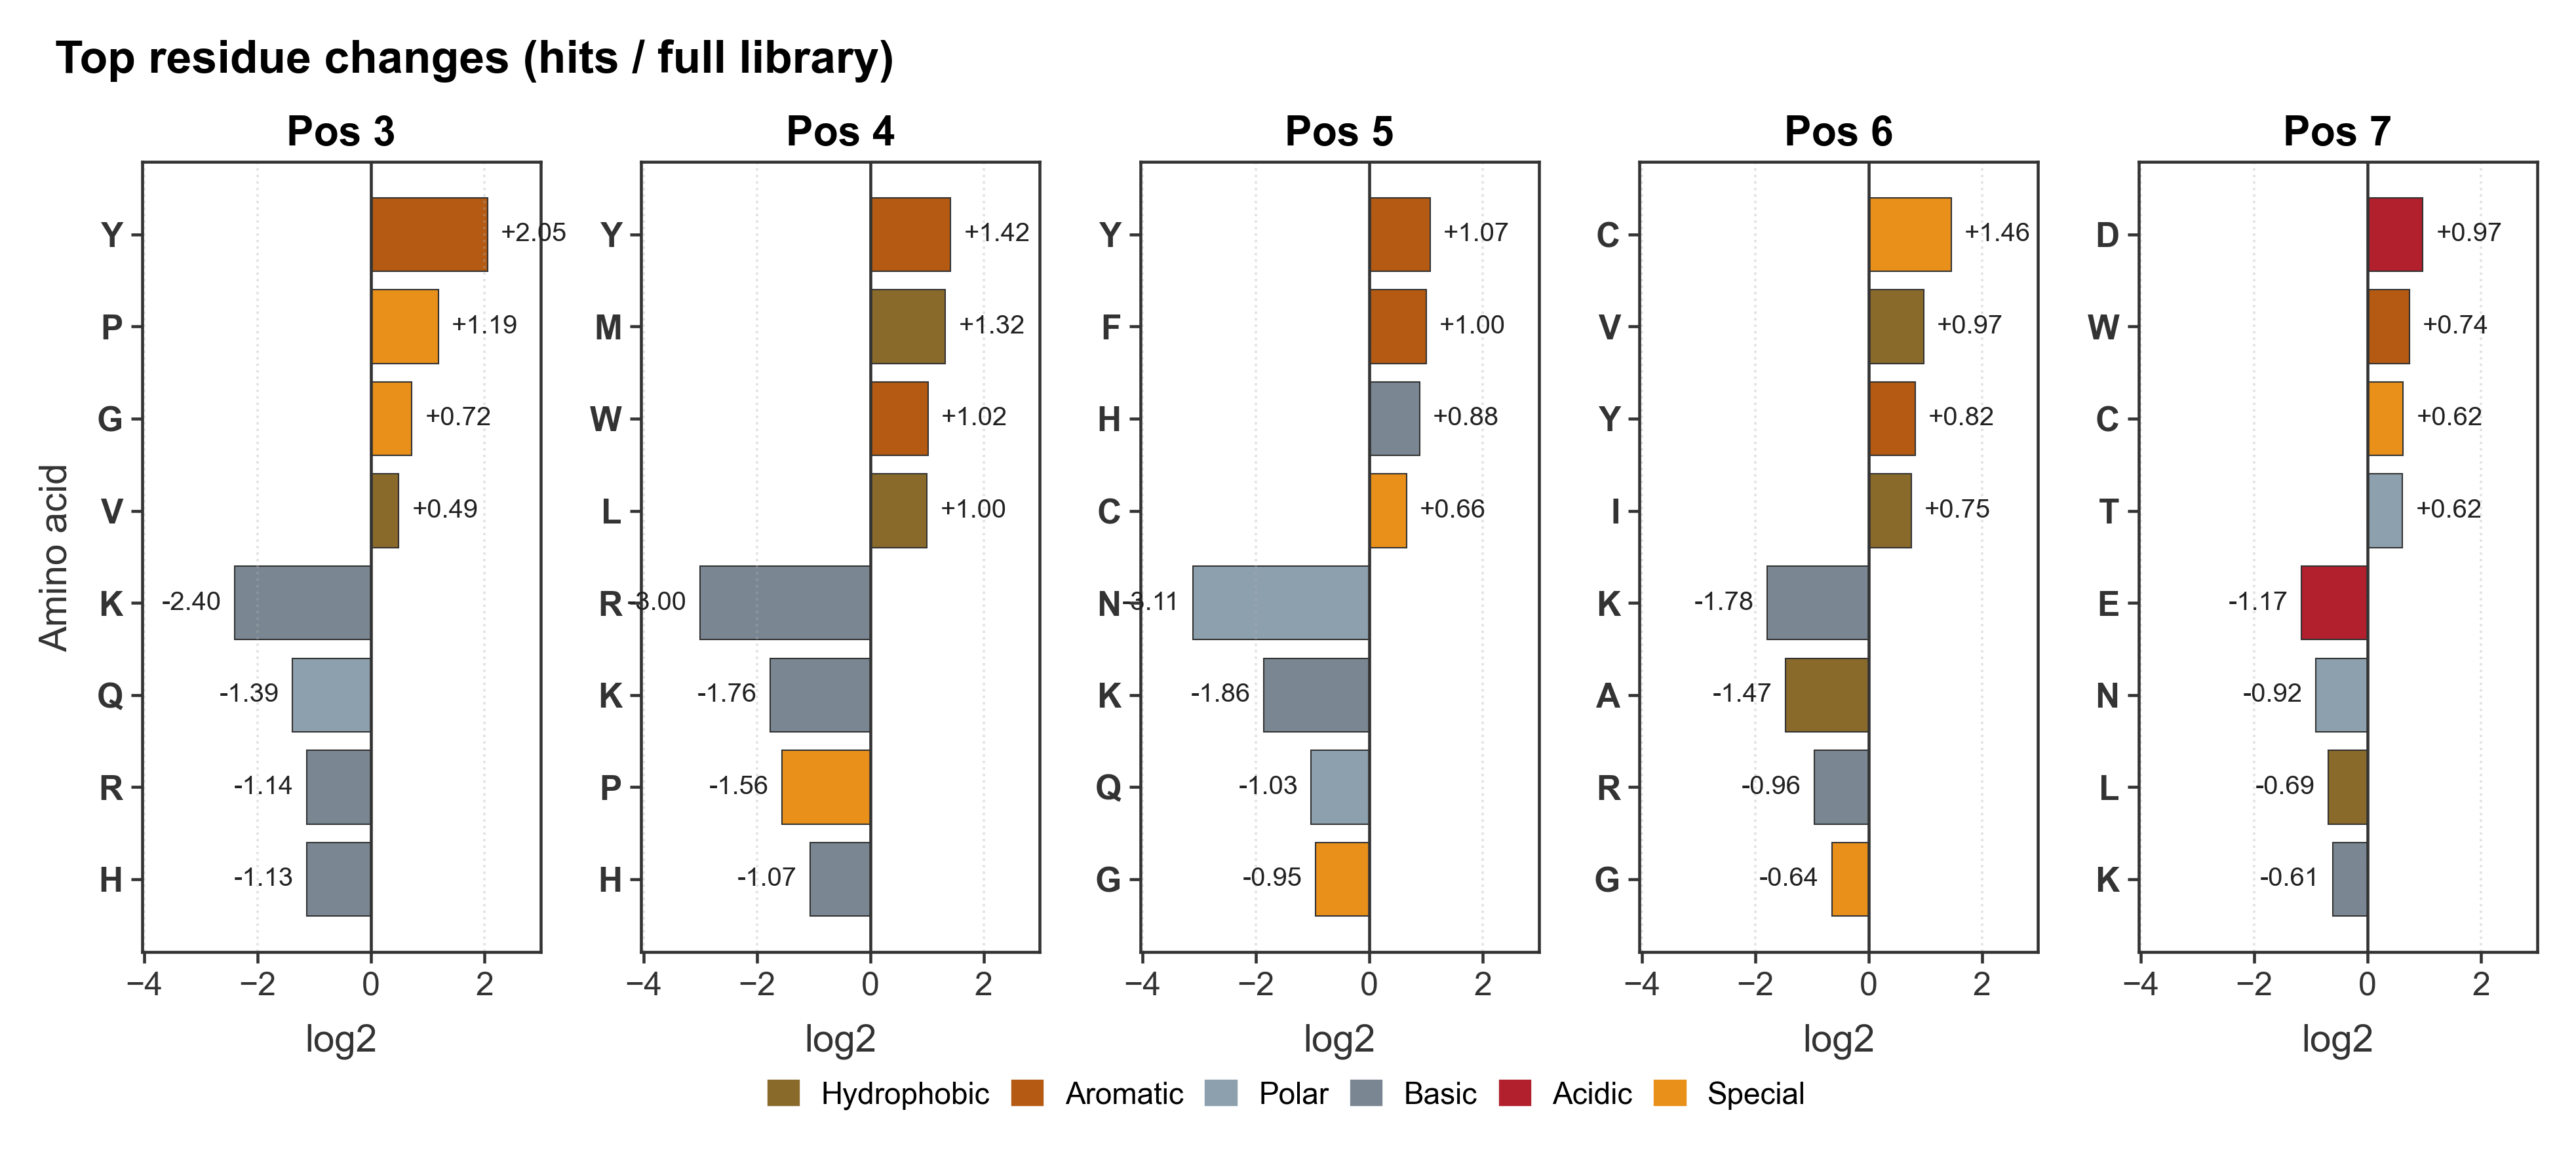 Top residue changes (hits / full library)
Pos 3
Pos 4
Pos 5
Pos 6
Pos 7
Amino acid
Y +2.05
P +1.19
G +0.72
V +0.49
K -2.40
Q -1.39
R -1.14
H -1.13
−4 −2 0 2
log2
Y +1.42
M +1.32
W +1.02
L +1.00
R -3.00
K -1.76
P -1.56
H -1.07
−4 −2 0 2
log2
Y +1.07
F +1.00
H +0.88
C +0.66
N -3.11
K -1.86
Q -1.03
G -0.95
−4 −2 0 2
log2
C +1.46
V +0.97
Y +0.82
I +0.75
K -1.78
A -1.47
R -0.96
G -0.64
−4 −2 0 2
log2
D +0.97
W +0.74
C +0.62
T +0.62
E -1.17
N -0.92
L -0.69
K -0.61
−4 −2 0 2
log2
Hydrophobic Aromatic Polar Basic Acidic Special